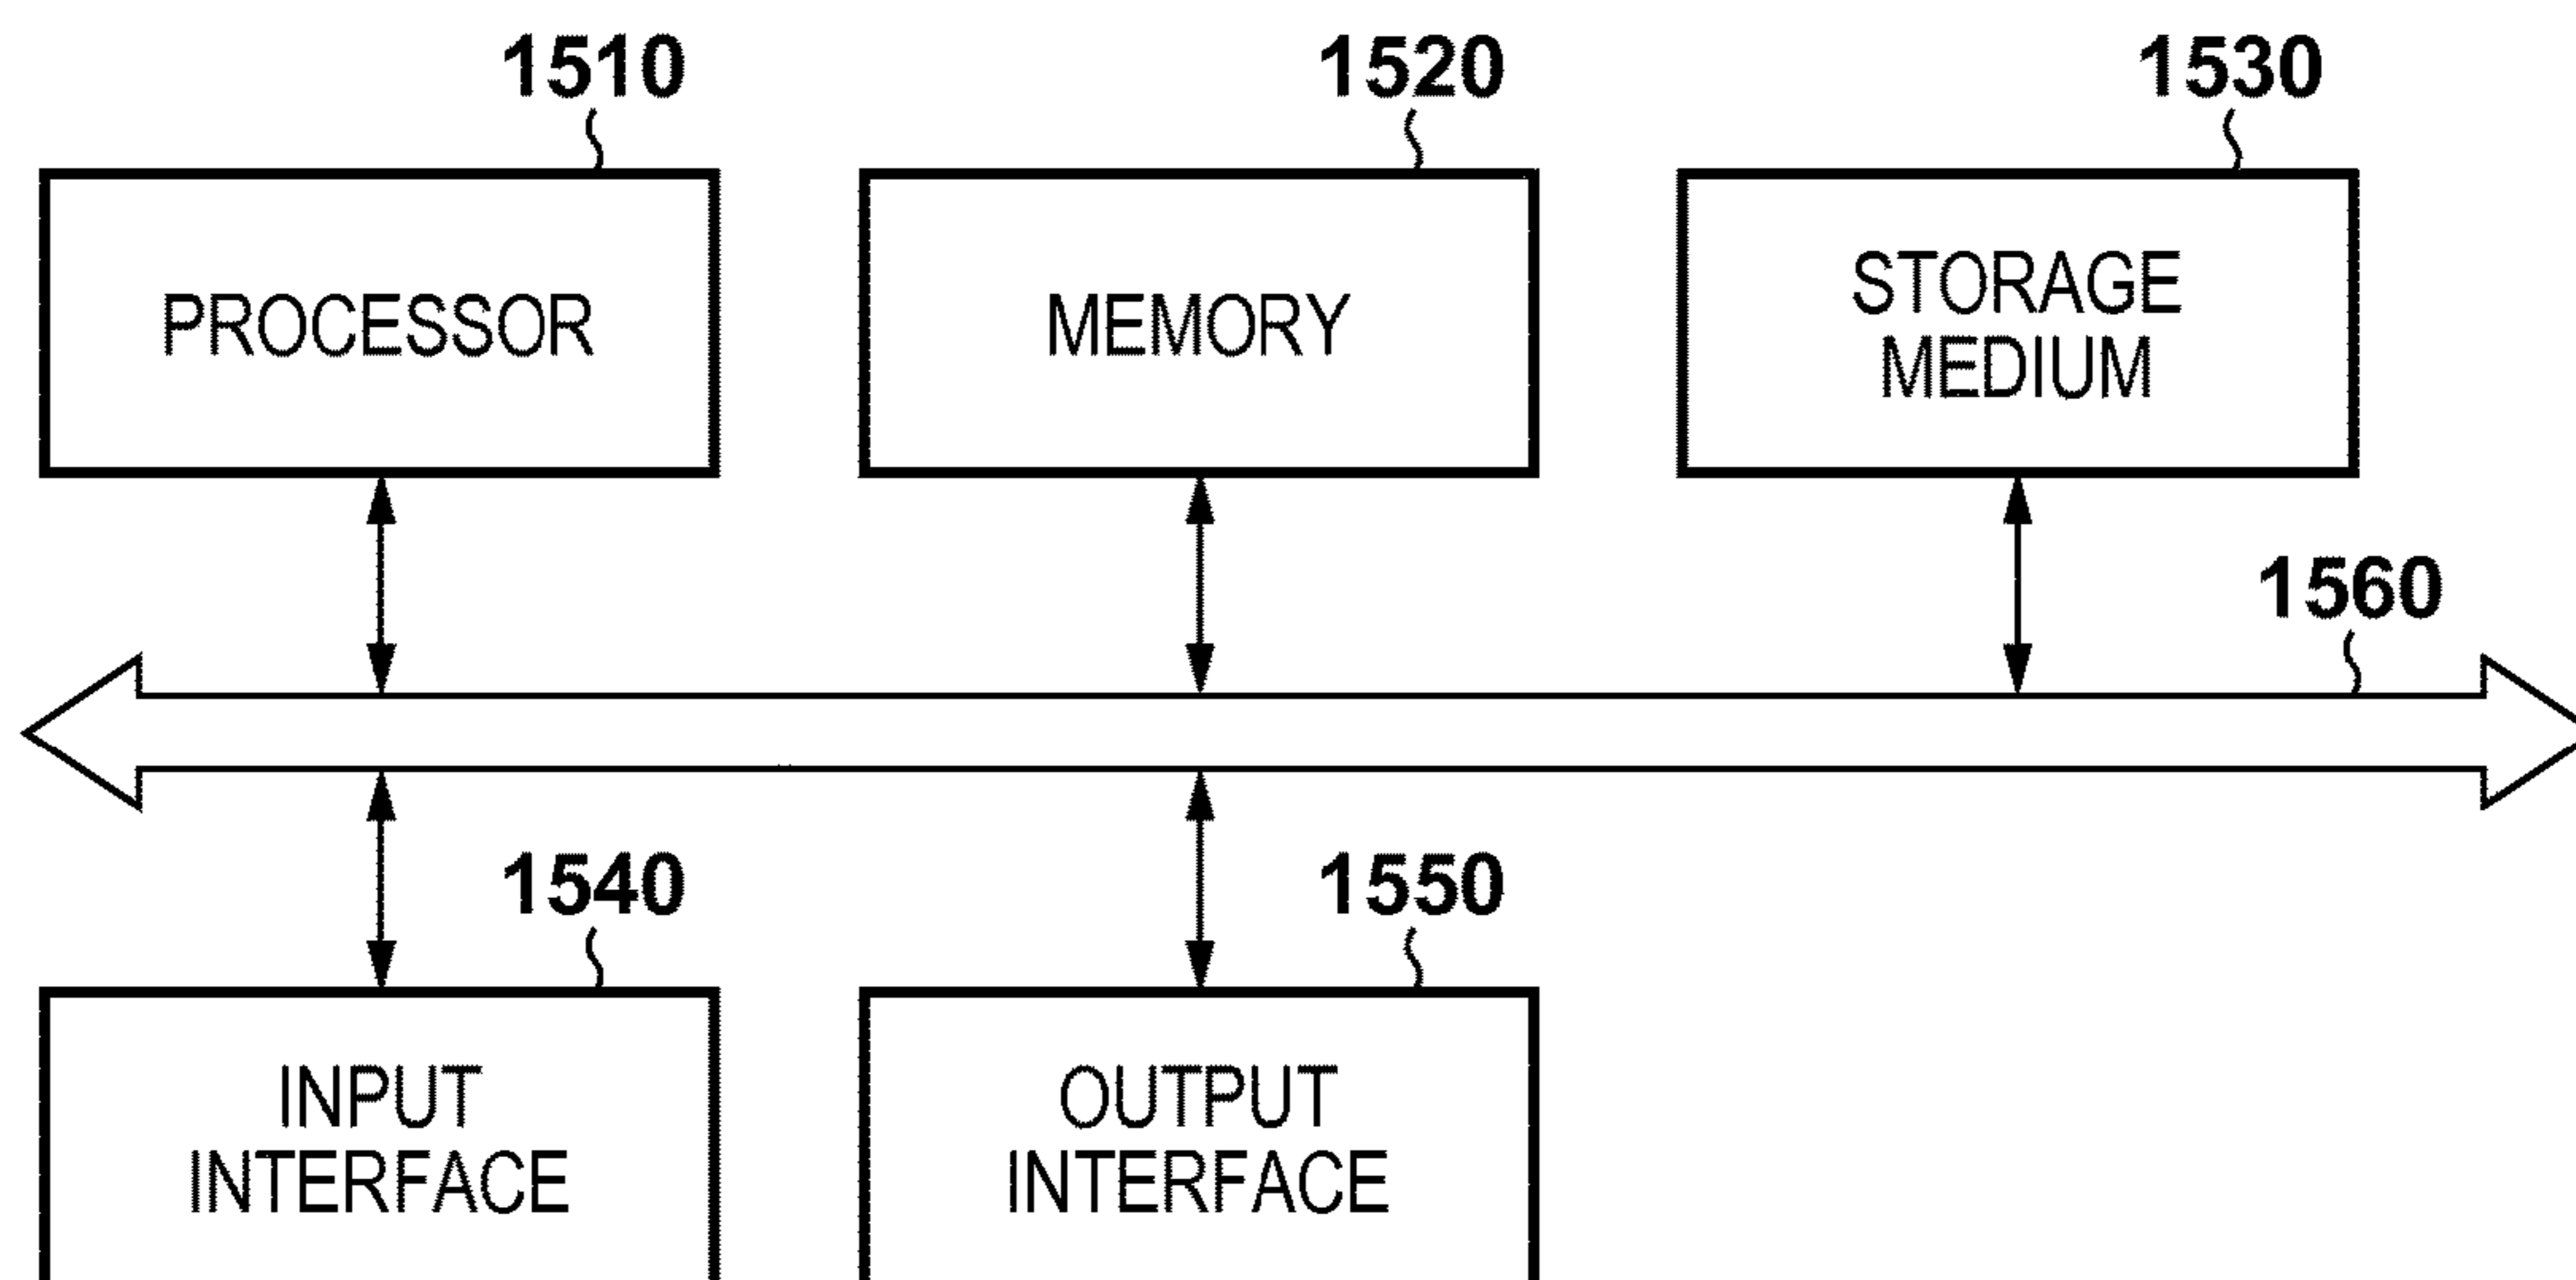 1510
1520
1530
PROCESSOR
MEMORY
STORAGE
MEDIUM
1560
1540
1550
INPUT
INTERFACE
OUTPUT
INTERFACE